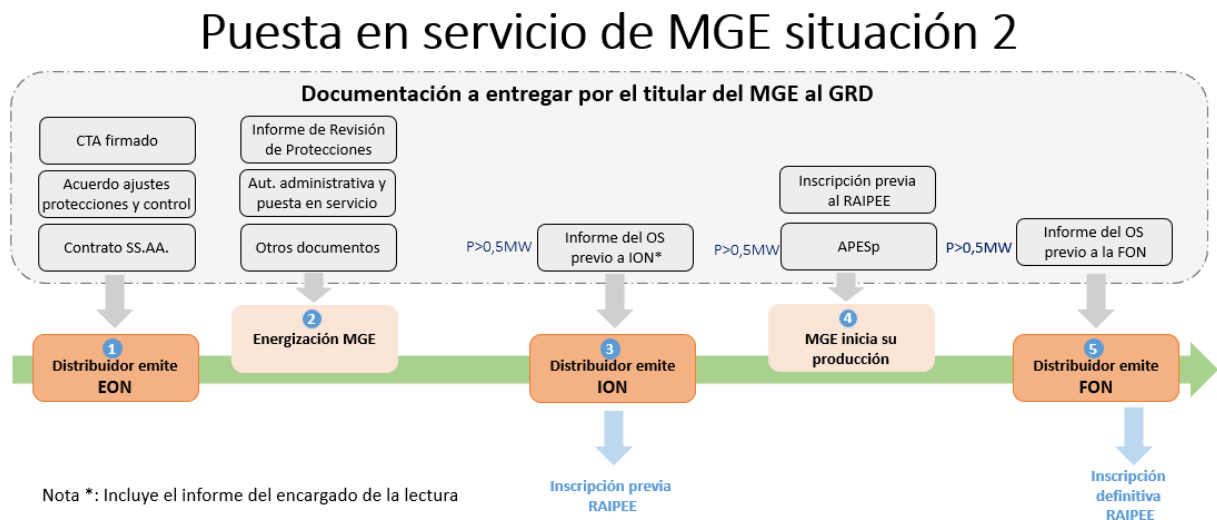 Puesta en servicio de MGE situación 2
Documentación a entregar por el titular del MGE al GRD
CTA firmado
Acuerdo ajustes
protecciones y control
Contrato SS.AA.
Informe de Revisión
de Protecciones
Aut. administrativa y
puesta en servicio
Otros documentos
P>0,5MW
Informe del OS
previo a ION*
Inscripción previa
al RAIPEE
P>0,5MW
APESp
P>0,5MW
Informe del OS
previo a la FON
1
Distribuidor emite
EON
2
Energización MGE
3
Distribuidor emite
ION
4
MGE inicia su
producción
5
Distribuidor emite
FON
Inscripción previa
RAIPEE
Inscripción
definitiva
RAIPEE
Nota *: Incluye el informe del encargado de la lectura